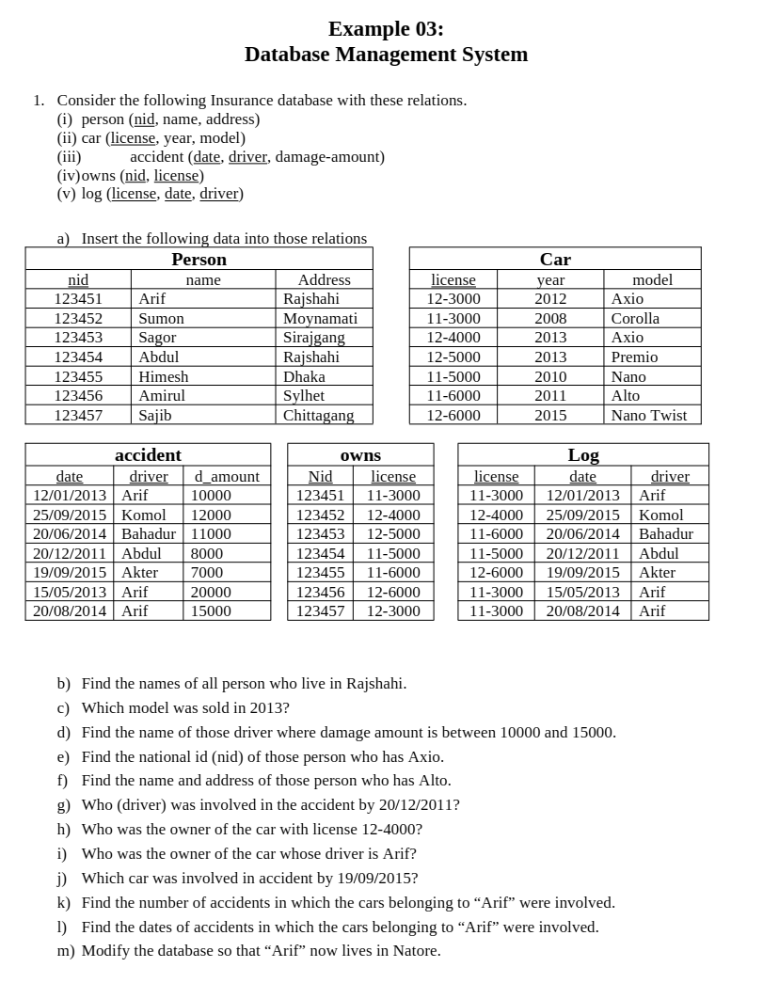 Example 03:
Database Management System
1. Consider the following Insurance database with these relations.
(i) person (nid, name, address)
(ii) car (license, year, model)
(iii) accident (date, driver, damage-amount)
(iv) owns (nid, license)
(v) log (license, date, driver)
a) Insert the following data into those relations
Person
nid name Address
123451 Arif Rajshahi
123452 Sumon Moynamati
123453 Sagor Sirajgang
123454 Abdul Rajshahi
123455 Himesh Dhaka
123456 Amirul Sylhet
123457 Sajib Chittagang
Car
license year model
12-3000 2012 Axio
11-3000 2008 Corolla
12-4000 2013 Axio
12-5000 2013 Premio
11-5000 2010 Nano
11-6000 2011 Alto
12-6000 2015 Nano Twist
accident
date driver d_amount
12/01/2013 Arif 10000
25/09/2015 Komol 12000
20/06/2014 Bahadur 11000
20/12/2011 Abdul 8000
19/09/2015 Akter 7000
15/05/2013 Arif 20000
20/08/2014 Arif 15000
owns
Nid license
123451 11-3000
123452 12-4000
123453 12-5000
123454 11-5000
123455 11-6000
123456 12-6000
123457 12-3000
Log
license date driver
11-3000 12/01/2013 Arif
12-4000 25/09/2015 Komol
11-6000 20/06/2014 Bahadur
11-5000 20/12/2011 Abdul
12-6000 19/09/2015 Akter
11-3000 15/05/2013 Arif
11-3000 20/08/2014 Arif
b) Find the names of all person who live in Rajshahi.
c) Which model was sold in 2013?
d) Find the name of those driver where damage amount is between 10000 and 15000.
e) Find the national id (nid) of those person who has Axio.
f) Find the name and address of those person who has Alto.
g) Who (driver) was involved in the accident by 20/12/2011?
h) Who was the owner of the car with license 12-4000?
i) Who was the owner of the car whose driver is Arif?
j) Which car was involved in accident by 19/09/2015?
k) Find the number of accidents in which the cars belonging to “Arif” were involved.
l) Find the dates of accidents in which the cars belonging to “Arif” were involved.
m) Modify the database so that “Arif” now lives in Natore.